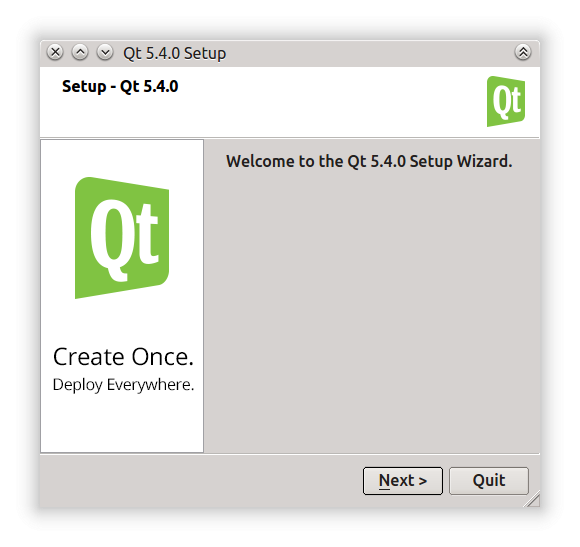 Qt 5.4.0 Setup
Setup - Qt 5.4.0
Qt
Welcome to the Qt 5.4.0 Setup Wizard.
Qt
Create Once.
Deploy Everywhere.
Next >
Quit